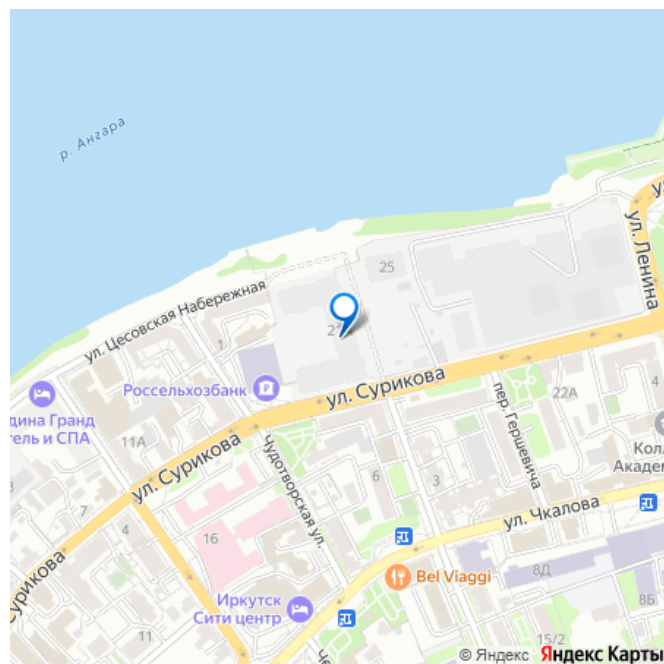 р. Ангара
ул. Ленина
25
ул. Цесовская Набережная
1
Россельхозбанк
ул. Сурикова
11А
ул. Сурикова
Сурикова
7
4
16
Чудотворская ул.
6
3
22А
4
пер. Гершевича
ул. Чкалова
Bel Viaggi
8Д
8Б
15/2
Иркутск
Сити центр
11
© Яндекс Яндекс Карты